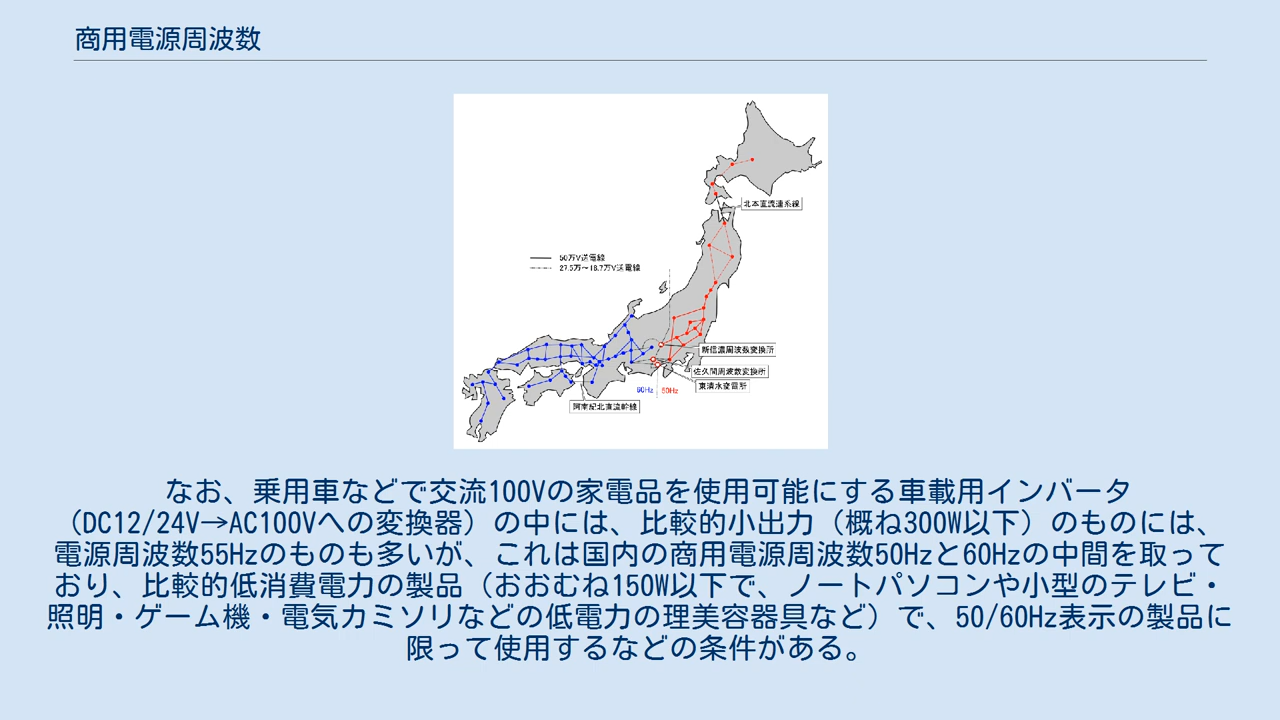 商用電源周波数
北本直流連系線
50万V送電線
27.5万～18.7万V送電線
新信濃周波数変換所
佐久間周波数変換所
東清水変電所
60Hz
50Hz
阿南紀北直流幹線
なお、乗用車などで交流100Vの家電品を使用可能にする車載用インバータ
（DC12/24V→AC100Vへの変換器）の中には、比較的小出力（概ね300W以下）のものには、
電源周波数55Hzのものも多いが、これは国内の商用電源周波数50Hzと60Hzの中間を取って
おり、比較的低消費電力の製品（おおむね150W以下で、ノートパソコンや小型のテレビ・
照明・ゲーム機・電気カミソリなどの低電力の理美容器具など）で、50/60Hz表示の製品に
限って使用するなどの条件がある。